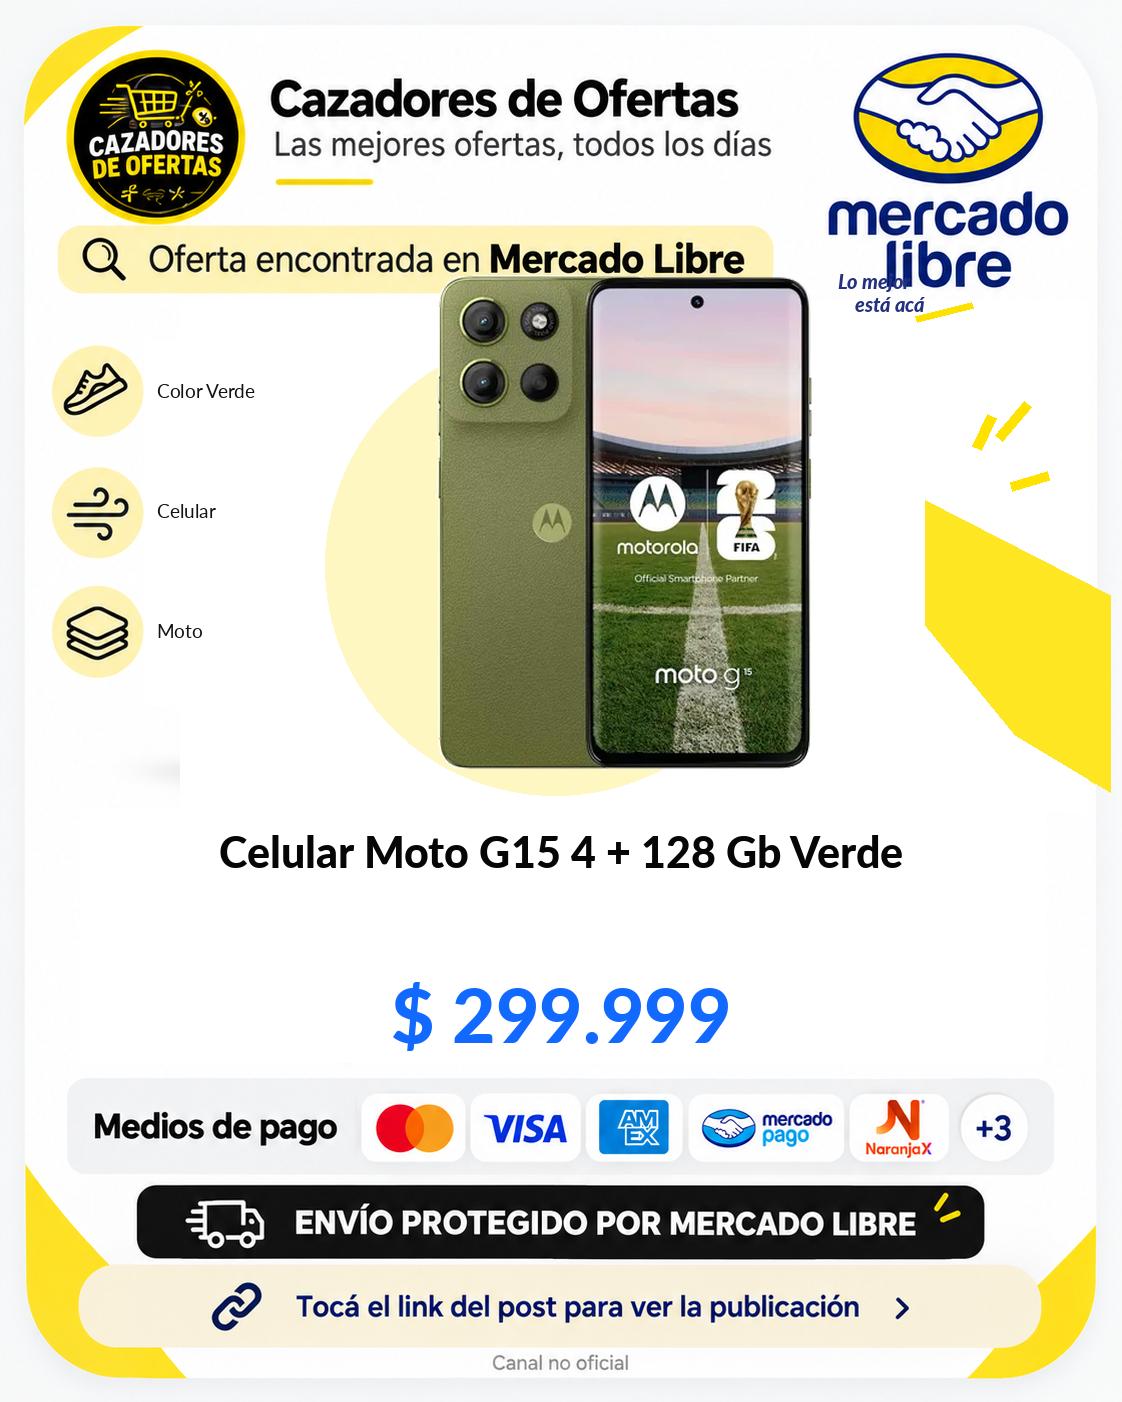 CAZADORES
DE OFERTAS
Cazadores de Ofertas
Las mejores ofertas, todos los días
mercado
libre
Lo mejor
está acá
Oferta encontrada en Mercado Libre
Color Verde
Celular
Moto
motorola
FIFA
Official Smartphone Partner
moto g15
Celular Moto G15 4 + 128 Gb Verde
$ 299.999
Medios de pago
VISA
AM
EX
mercado
pago
N
NaranjaX
+3
ENVÍO PROTEGIDO POR MERCADO LIBRE
Tocá el link del post para ver la publicación
Canal no oficial